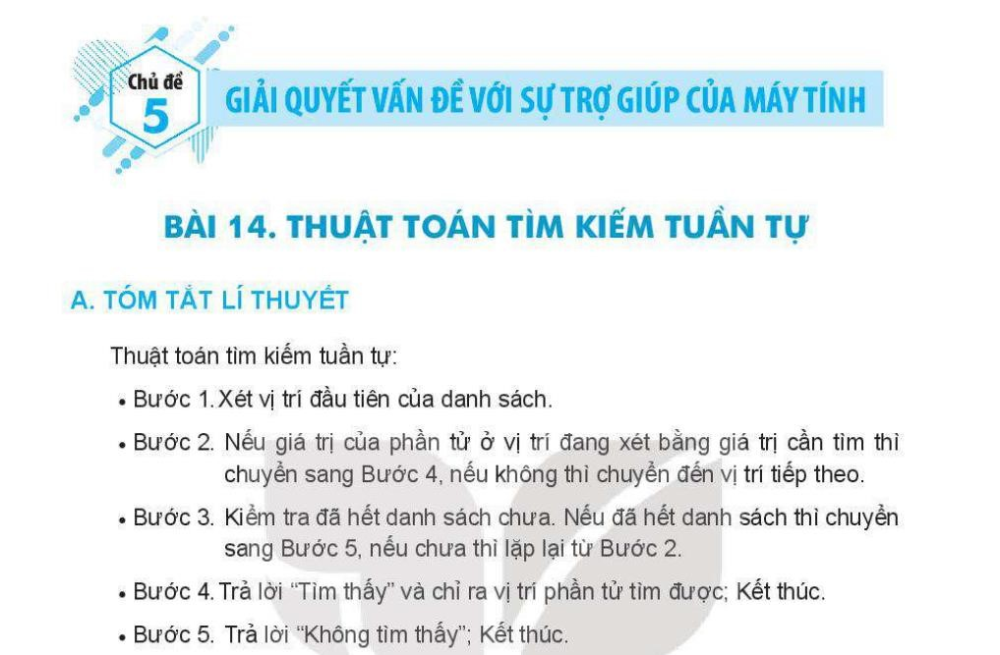 Chủ đề
5
GIẢI QUYẾT VẤN ĐỀ VỚI SỰ TRỢ GIÚP CỦA MÁY TÍNH
BÀI 14. THUẬT TOÁN TÌM KIẾM TUẦN TỰ
A. TÓM TẮT LÍ THUYẾT
Thuật toán tìm kiếm tuần tự:
• Bước 1. Xét vị trí đầu tiên của danh sách.
• Bước 2. Nếu giá trị của phần tử ở vị trí đang xét bằng giá trị cần tìm thì
chuyển sang Bước 4, nếu không thì chuyển đến vị trí tiếp theo.
• Bước 3. Kiểm tra đã hết danh sách chưa. Nếu đã hết danh sách thì chuyển
sang Bước 5, nếu chưa thì lặp lại từ Bước 2.
• Bước 4. Trả lời “Tìm thấy” và chỉ ra vị trí phần tử tìm được; Kết thúc.
• Bước 5. Trả lời “Không tìm thấy”; Kết thúc.